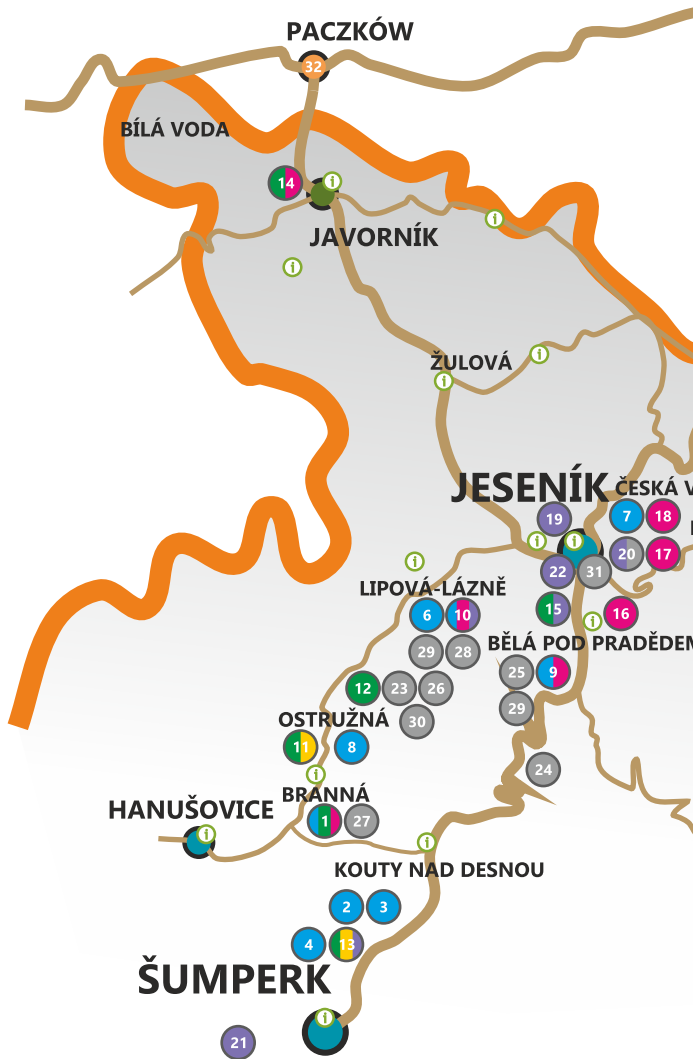 PACZKÓW
32
BÍLÁ VODA
14
i
JAVORNÍK
i
i
ŽULOVÁ
i
i
JESENÍK
ČESKÁ V
19
7
18
i
i
20
17
22
31
i
LIPOVÁ-LÁZNĚ
6
10
15
16
i
BĚLÁ POD PRADĚDEM
29
28
25
9
12
23
26
29
30
OSTRUŽNÁ
11
8
24
i
BRANNÁ
HANUŠOVICE
1
27
i
i
KOUTY NAD DESNOU
2
3
4
13
ŠUMPERK
i
21